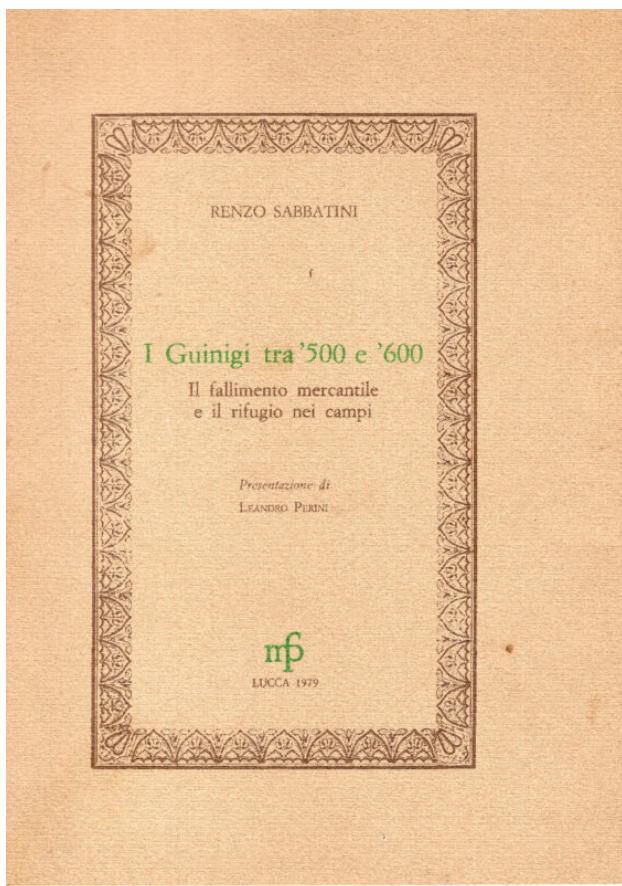 RENZO SABBATINI
I Guinigi tra '500 e '600
Il fallimento mercantile
e il rifugio nei campi
Presentazione di
LEANDRO PERINI
mfp
LUCCA 1979